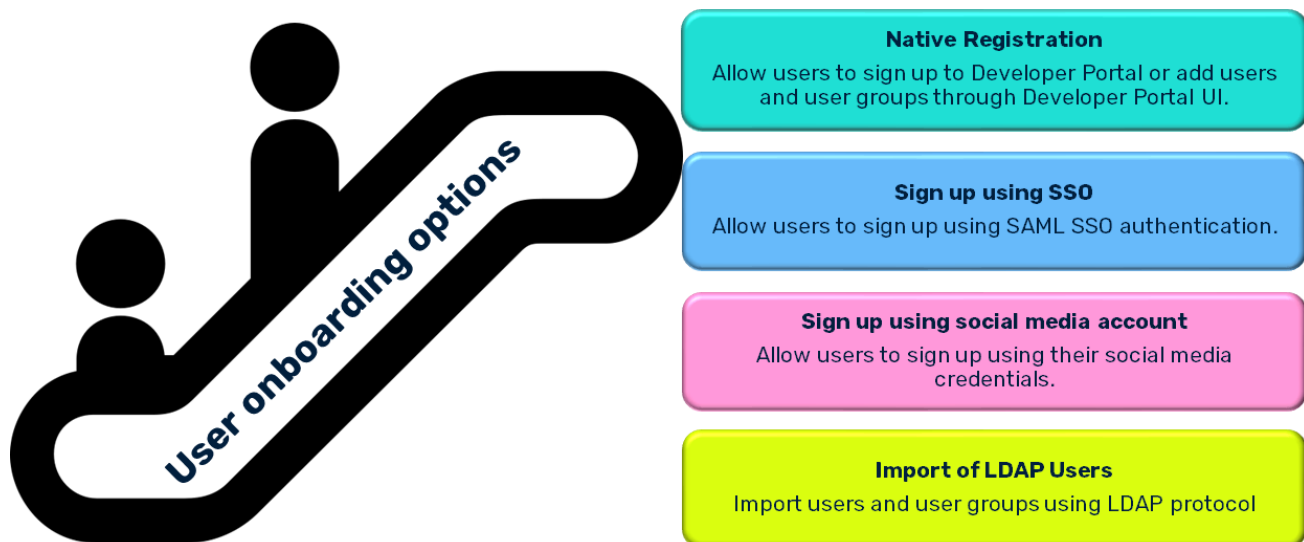 User onboarding options
Native Registration
Allow users to sign up to Developer Portal or add users
and user groups through Developer Portal UI.
Sign up using SSO
Allow users to sign up using SAML SSO authentication.
Sign up using social media account
Allow users to sign up using their social media
credentials.
Import of LDAP Users
Import users and user groups using LDAP protocol